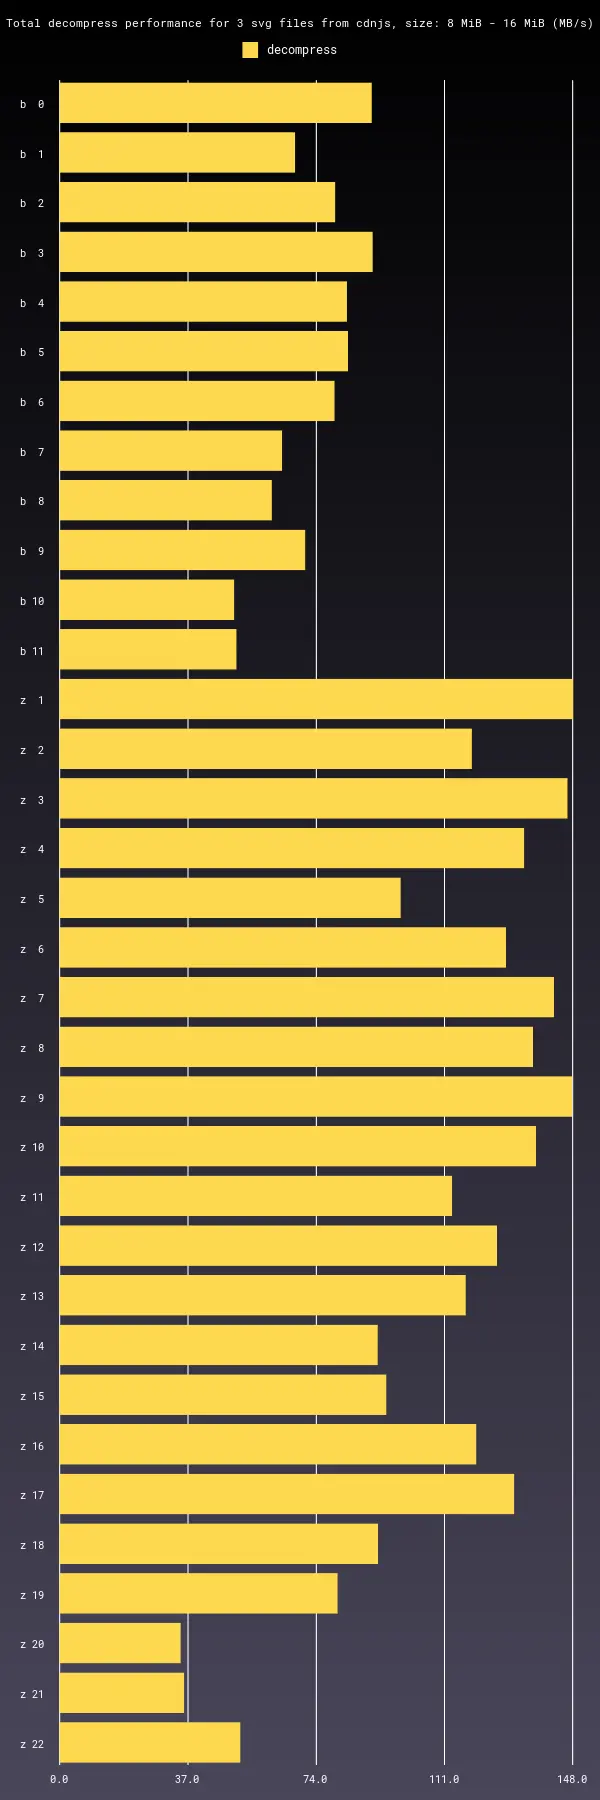 Total decompress performance for 3 svg files from cdnjs, size: 8 MiB - 16 MiB (MB/s)
decompress
b 0
b 1
b 2
b 3
b 4
b 5
b 6
b 7
b 8
b 9
b 10
b 11
z 1
z 2
z 3
z 4
z 5
z 6
z 7
z 8
z 9
z 10
z 11
z 12
z 13
z 14
z 15
z 16
z 17
z 18
z 19
z 20
z 21
z 22
0.0 37.0 74.0 111.0 148.0